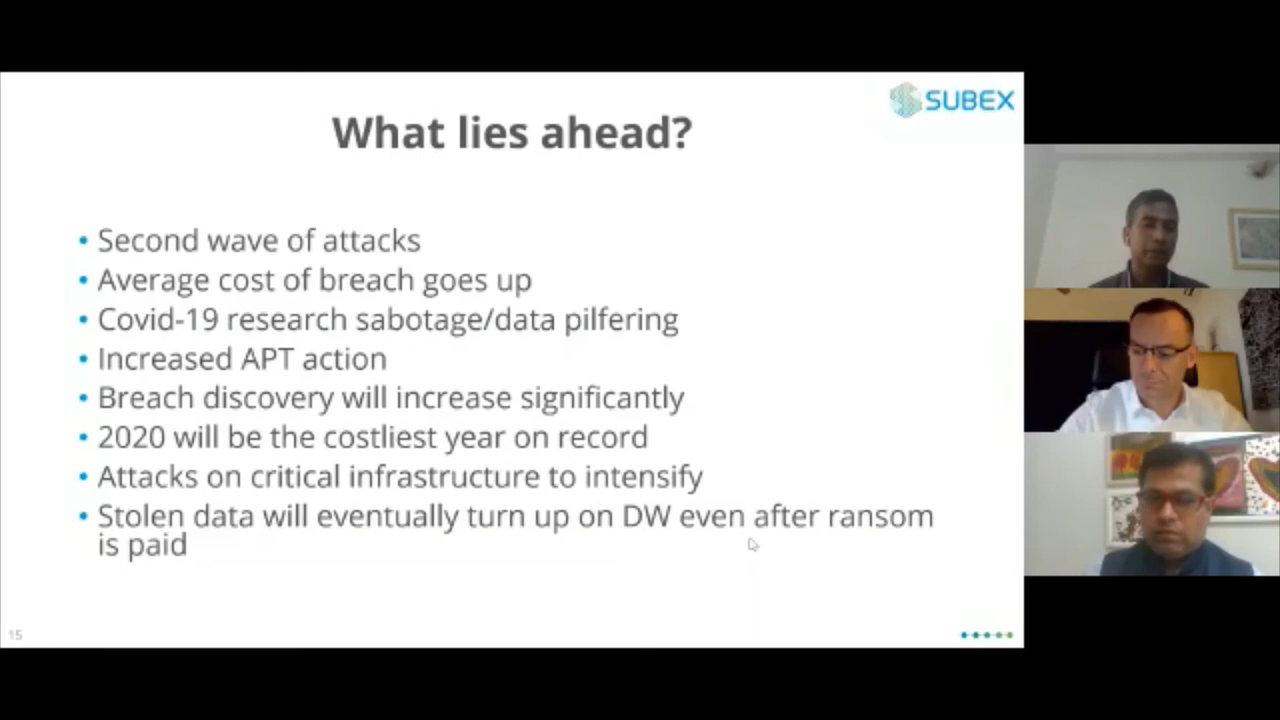 SUBEX
What lies ahead?
• Second wave of attacks
• Average cost of breach goes up
• Covid-19 research sabotage/data pilfering
• Increased APT action
• Breach discovery will increase significantly
• 2020 will be the costliest year on record
• Attacks on critical infrastructure to intensify
• Stolen data will eventually turn up on DW even after ransom
is paid
15